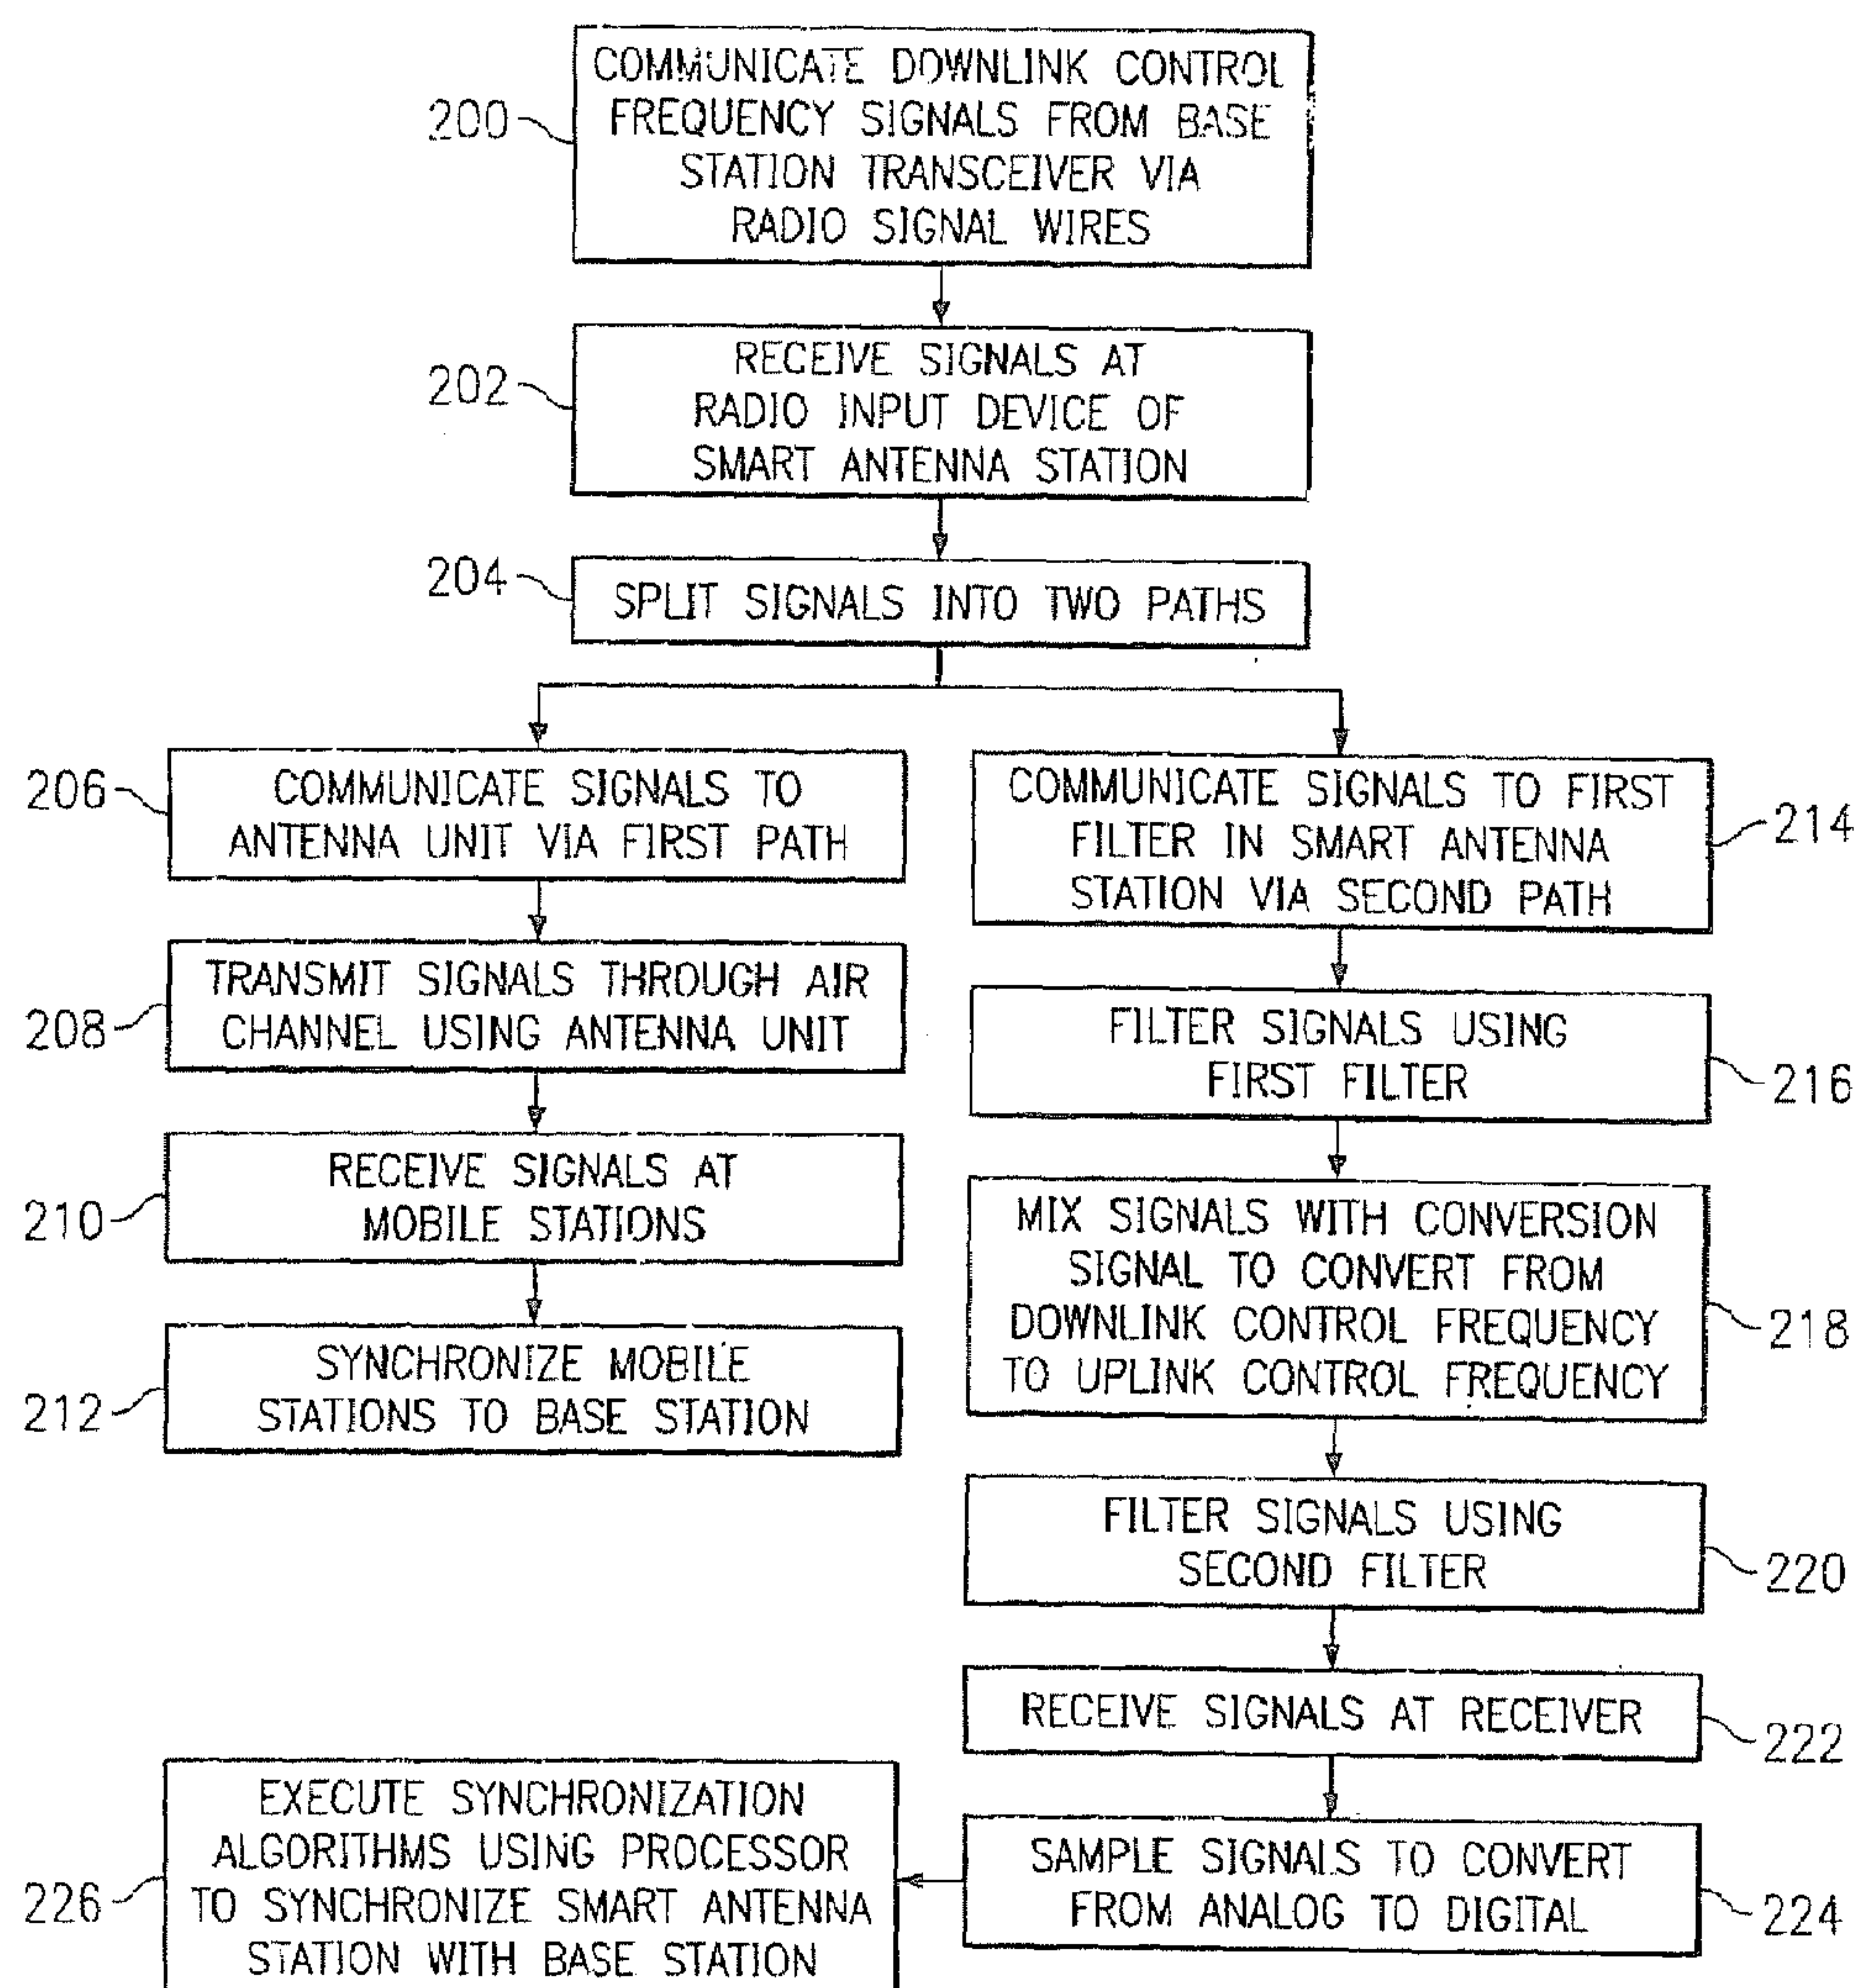 200
COMMUNICATE DOWNLINK CONTROL
FREQUENCY SIGNALS FROM BASE
STATION TRANSCEIVER VIA
RADIO SIGNAL WIRES
202
RECEIVE SIGNALS AT
RADIO INPUT DEVICE OF
SMART ANTENNA STATION
204
SPLIT SIGNALS INTO TWO PATHS
206
COMMUNICATE SIGNALS TO
ANTENNA UNIT VIA FIRST PATH
208
TRANSMIT SIGNALS THROUGH AIR
CHANNEL USING ANTENNA UNIT
210
RECEIVE SIGNALS AT
MOBILE STATIONS
212
SYNCHRONIZE MOBILE
STATIONS TO BASE STATION
COMMUNICATE SIGNALS TO FIRST
FILTER IN SMART ANTENNA
STATION VIA SECOND PATH
214
FILTER SIGNALS USING
FIRST FILTER
216
MIX SIGNALS WITH CONVERSION
SIGNAL TO CONVERT FROM
DOWNLINK CONTROL FREQUENCY
TO UPLINK CONTROL FREQUENCY
218
FILTER SIGNALS USING
SECOND FILTER
220
RECEIVE SIGNALS AT RECEIVER
222
SAMPLE SIGNALS TO CONVERT
FROM ANALOG TO DIGITAL
224
226
EXECUTE SYNCHRONIZATION
ALGORITHMS USING PROCESSOR
TO SYNCHRONIZE SMART ANTENNA
STATION WITH BASE STATION